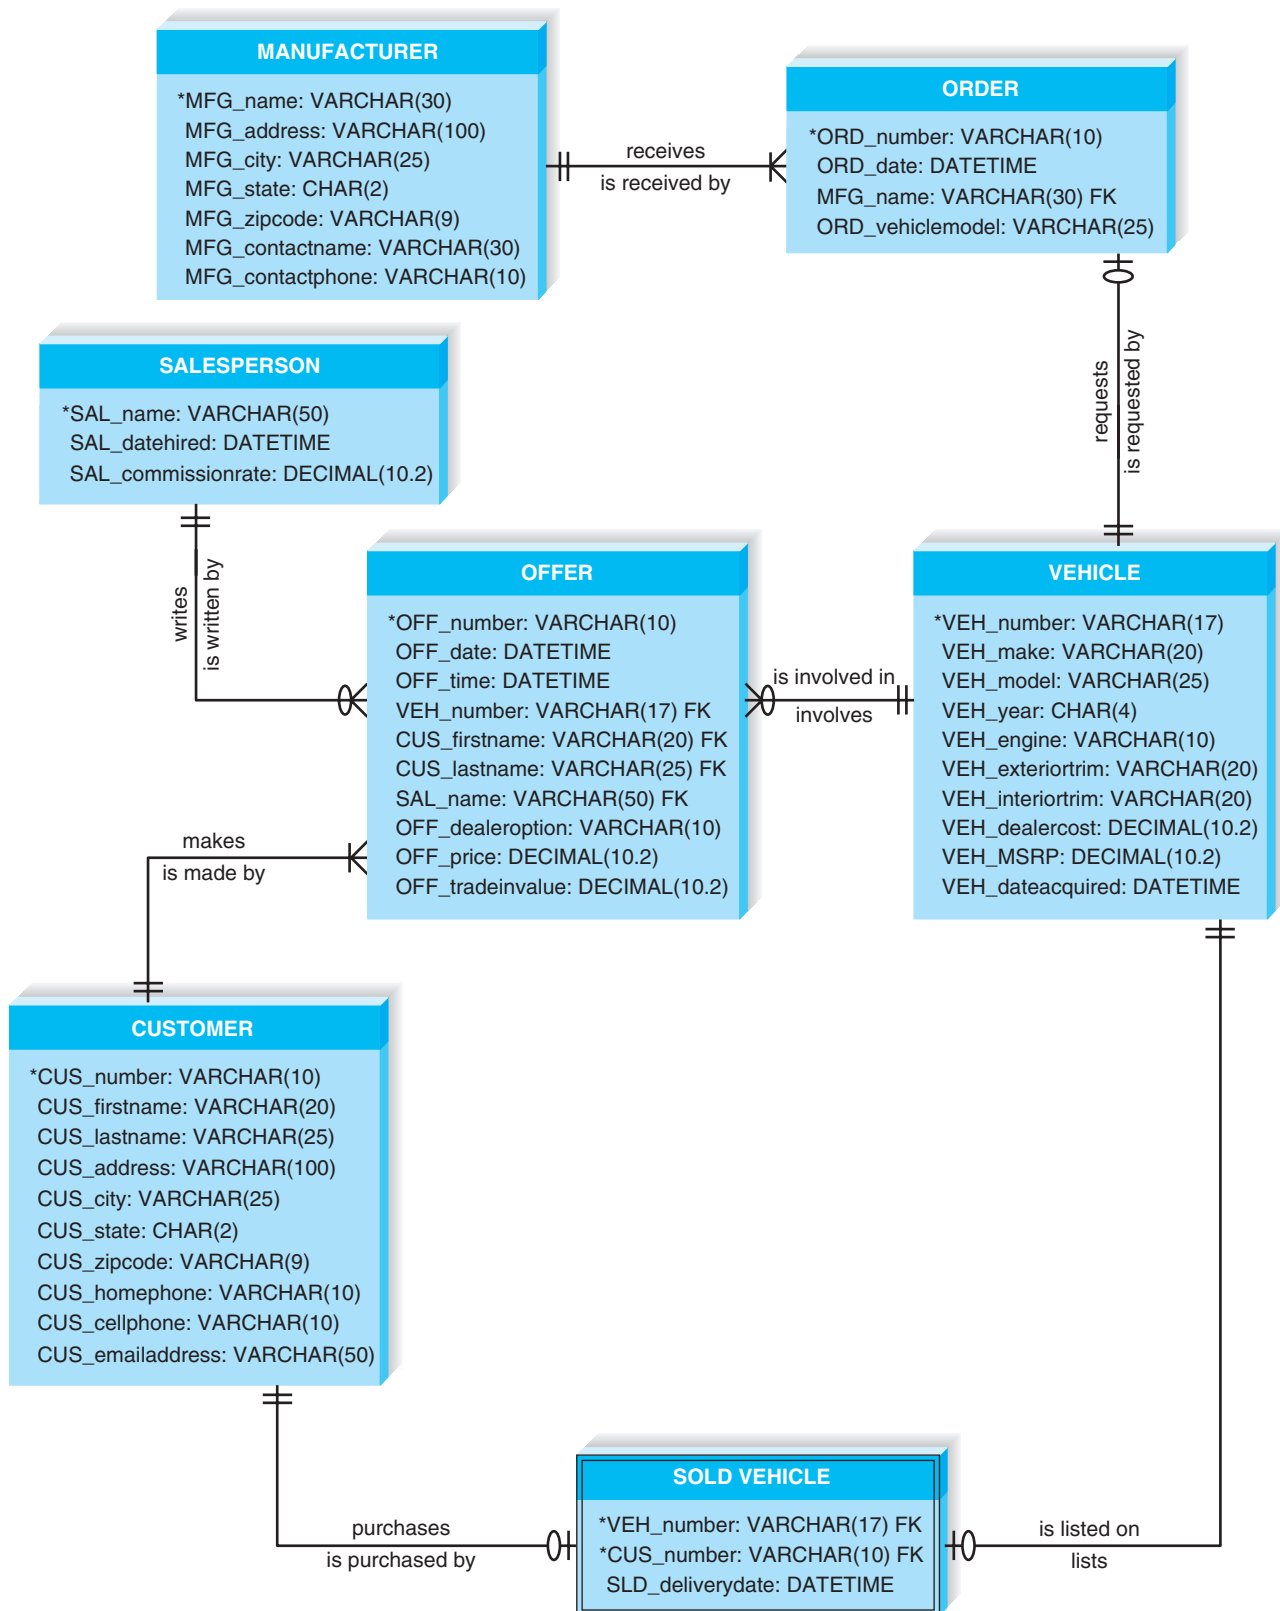 MANUFACTURER
*MFG_name: VARCHAR(30)
MFG_address: VARCHAR(100)
MFG_city: VARCHAR(25)
MFG_state: CHAR(2)
MFG_zipcode: VARCHAR(9)
MFG_contactname: VARCHAR(30)
MFG_contactphone: VARCHAR(10)
receives
is received by
ORDER
*ORD_number: VARCHAR(10)
ORD_date: DATETIME
MFG_name: VARCHAR(30) FK
ORD_vehiclemodel: VARCHAR(25)
requests
is requested by
SALESPERSON
*SAL_name: VARCHAR(50)
SAL_datehired: DATETIME
SAL_commissionrate: DECIMAL(10.2)
writes
is written by
OFFER
*OFF_number: VARCHAR(10)
OFF_date: DATETIME
OFF_time: DATETIME
VEH_number: VARCHAR(17) FK
CUS_firstname: VARCHAR(20) FK
CUS_lastname: VARCHAR(25) FK
SAL_name: VARCHAR(50) FK
OFF_dealeroption: VARCHAR(10)
OFF_price: DECIMAL(10.2)
OFF_tradeinvalue: DECIMAL(10.2)
is involved in
involves
VEHICLE
*VEH_number: VARCHAR(17)
VEH_make: VARCHAR(20)
VEH_model: VARCHAR(25)
VEH_year: CHAR(4)
VEH_engine: VARCHAR(10)
VEH_exteriortrim: VARCHAR(20)
VEH_interiortrim: VARCHAR(20)
VEH_dealercost: DECIMAL(10.2)
VEH_MSRP: DECIMAL(10.2)
VEH_dateacquired: DATETIME
makes
is made by
CUSTOMER
*CUS_number: VARCHAR(10)
CUS_firstname: VARCHAR(20)
CUS_lastname: VARCHAR(25)
CUS_address: VARCHAR(100)
CUS_city: VARCHAR(25)
CUS_state: CHAR(2)
CUS_zipcode: VARCHAR(9)
CUS_homephone: VARCHAR(10)
CUS_cellphone: VARCHAR(10)
CUS_emailaddress: VARCHAR(50)
purchases
is purchased by
SOLD VEHICLE
*VEH_number: VARCHAR(17) FK
*CUS_number: VARCHAR(10) FK
SLD_deliverydate: DATETIME
is listed on
lists